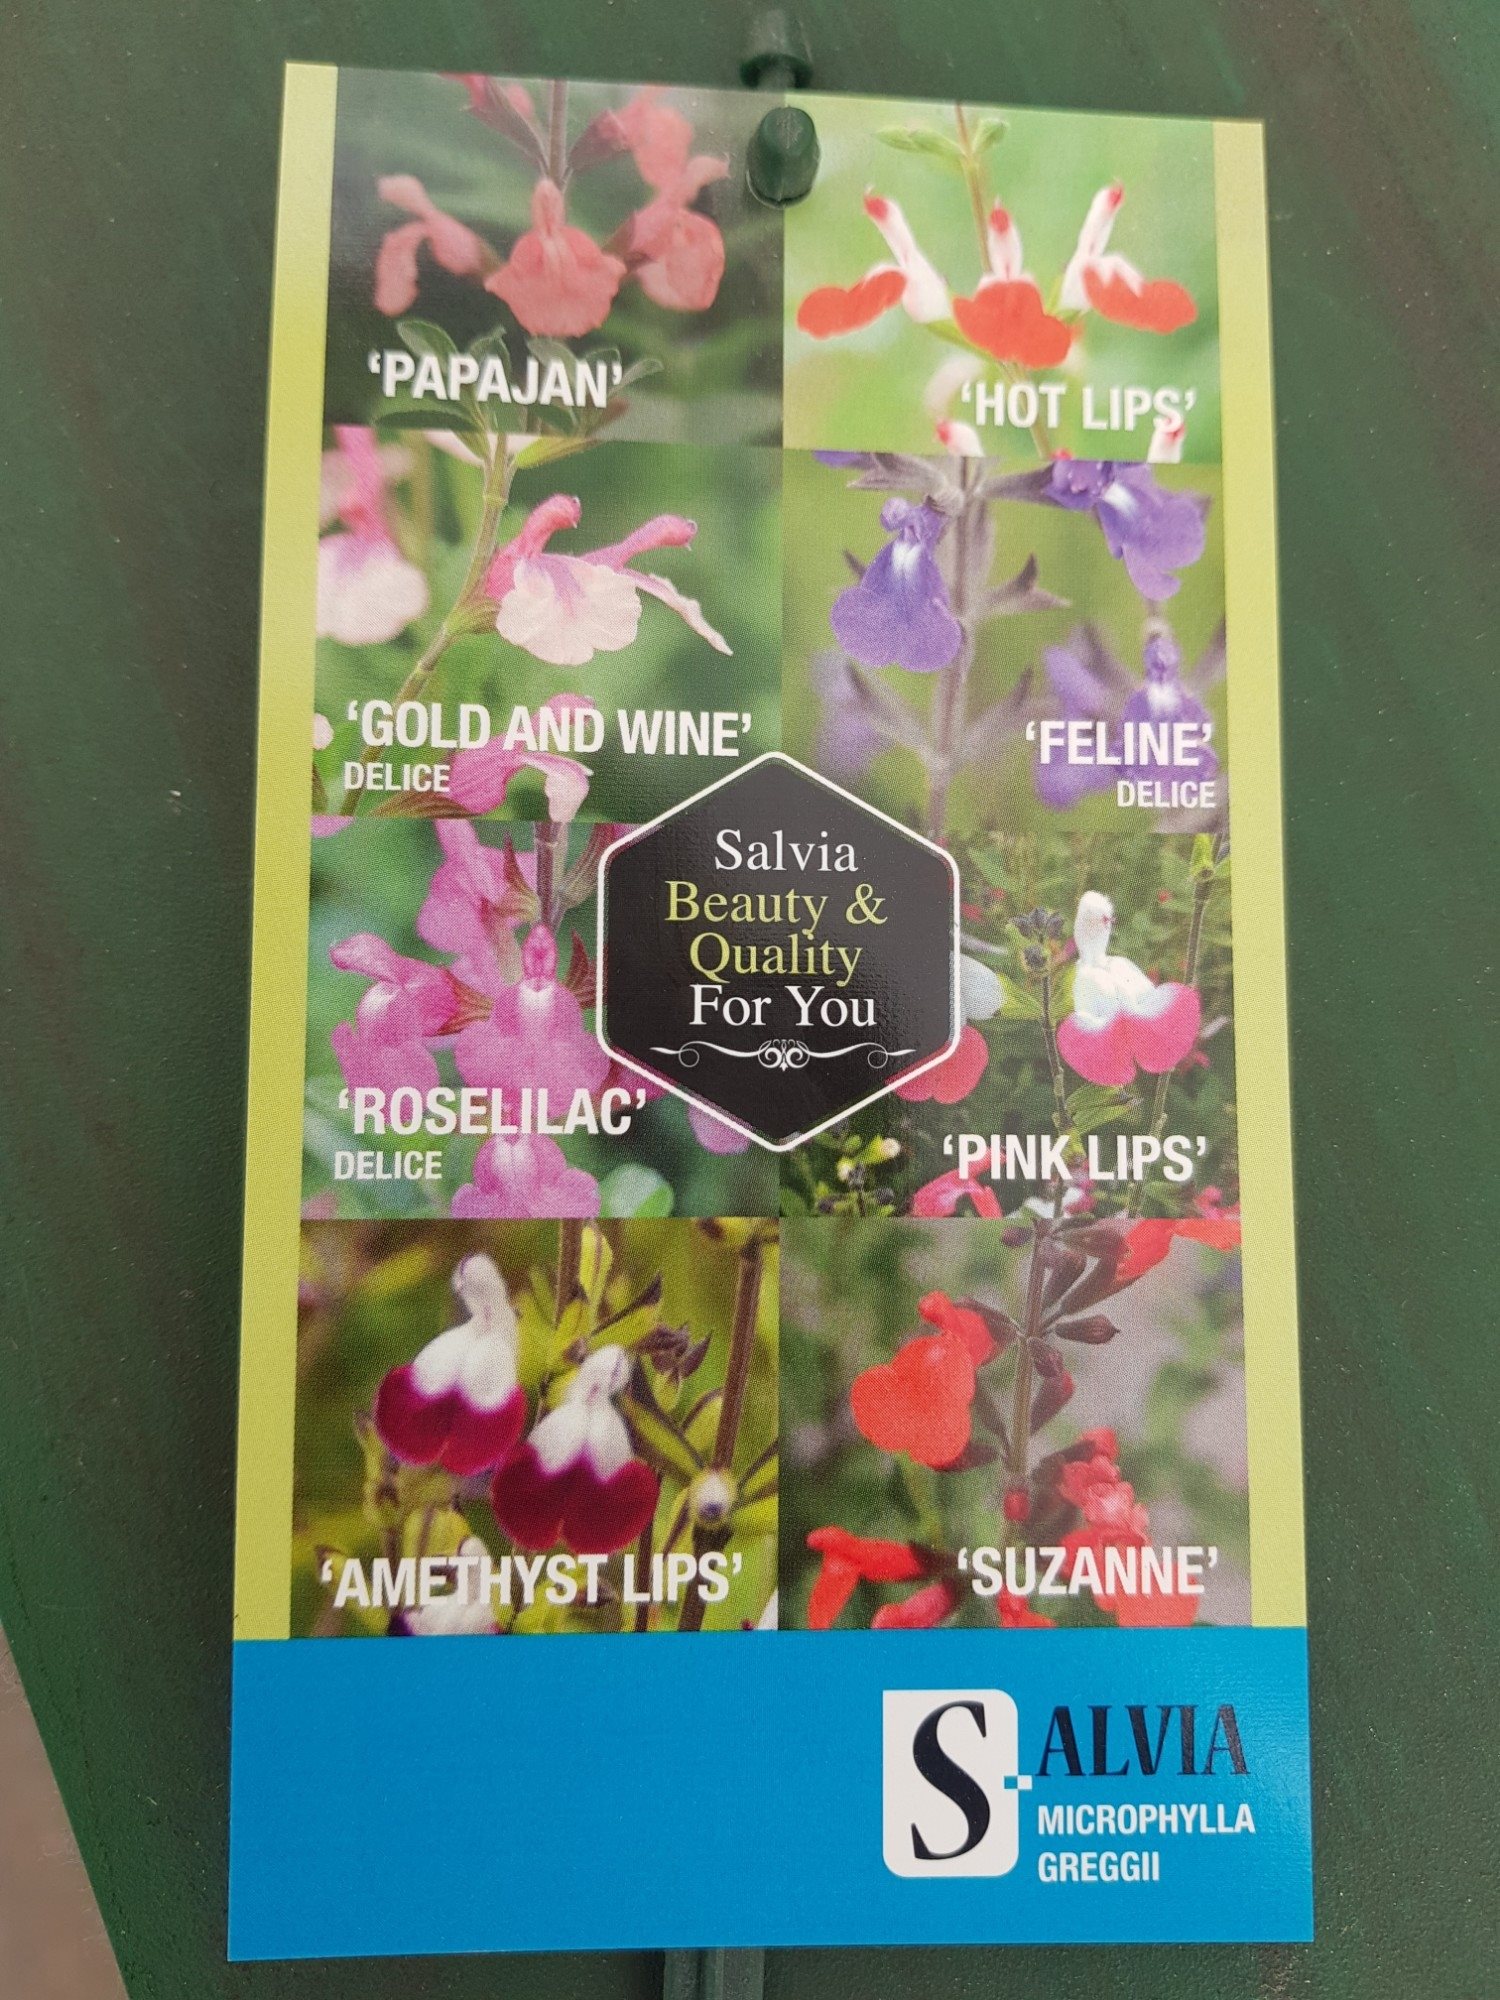 ‘PAPAJAN’
‘HOT LIPS’
‘GOLD AND WINE’
DELICE
‘FELINE’
DELICE
Salvia
Beauty &
Quality
For You
‘ROSELILAC’
DELICE
‘PINK LIPS’
‘AMETHYST LIPS’
‘SUZANNE’
SALVIA
MICROPHYLLA
GREGGII